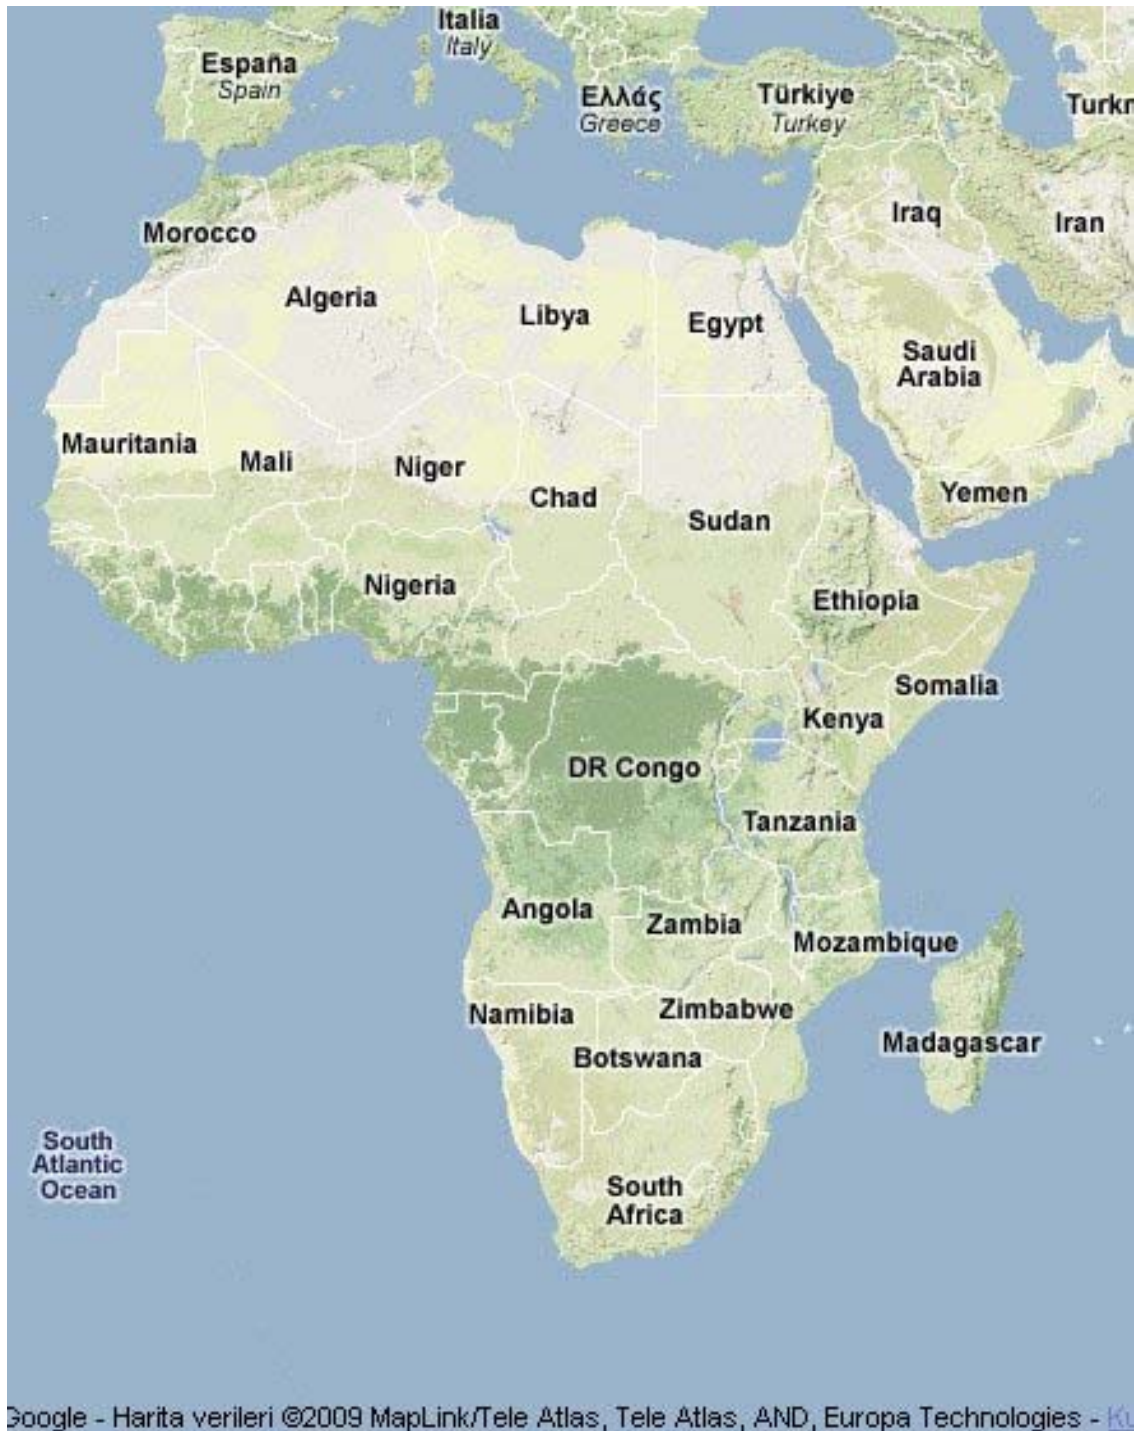 Italia
Italy
España
Spain
Ελλάς
Greece
Türkiye
Turkey
Turkr
Morocco
Iraq
Iran
Algeria
Libya
Egypt
Saudi
Arabia
Mauritania
Mali
Niger
Chad
Sudan
Yemen
Nigeria
Ethiopia
Somalia
Kenya
DR Congo
Tanzania
Angola
Zambia
Mozambique
Namibia
Zimbabwe
Botswana
Madagascar
South
Atlantic
Ocean
South
Africa
Google - Harita verileri ©2009 MapLink/Tele Atlas, Tele Atlas, AND, Europa Technologies - Ku